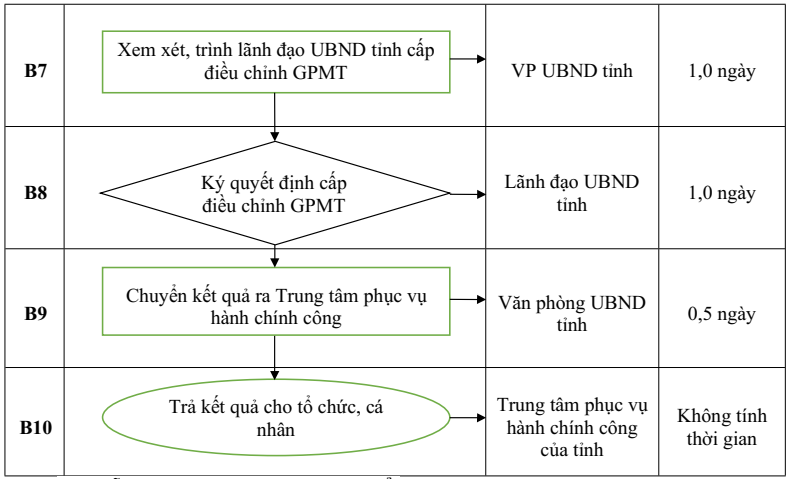 B7
Xem xét, trình lãnh đạo UBND tỉnh cấp
điều chỉnh GPMT
VP UBND tỉnh
1,0 ngày
B8
Ký quyết định cấp
điều chỉnh GPMT
Lãnh đạo UBND
tỉnh
1,0 ngày
B9
Chuyển kết quả ra Trung tâm phục vụ
hành chính công
Văn phòng UBND
tỉnh
0,5 ngày
B10
Trả kết quả cho tổ chức, cá
nhân
Trung tâm phục vụ
hành chính công
của tỉnh
Không tính
thời gian